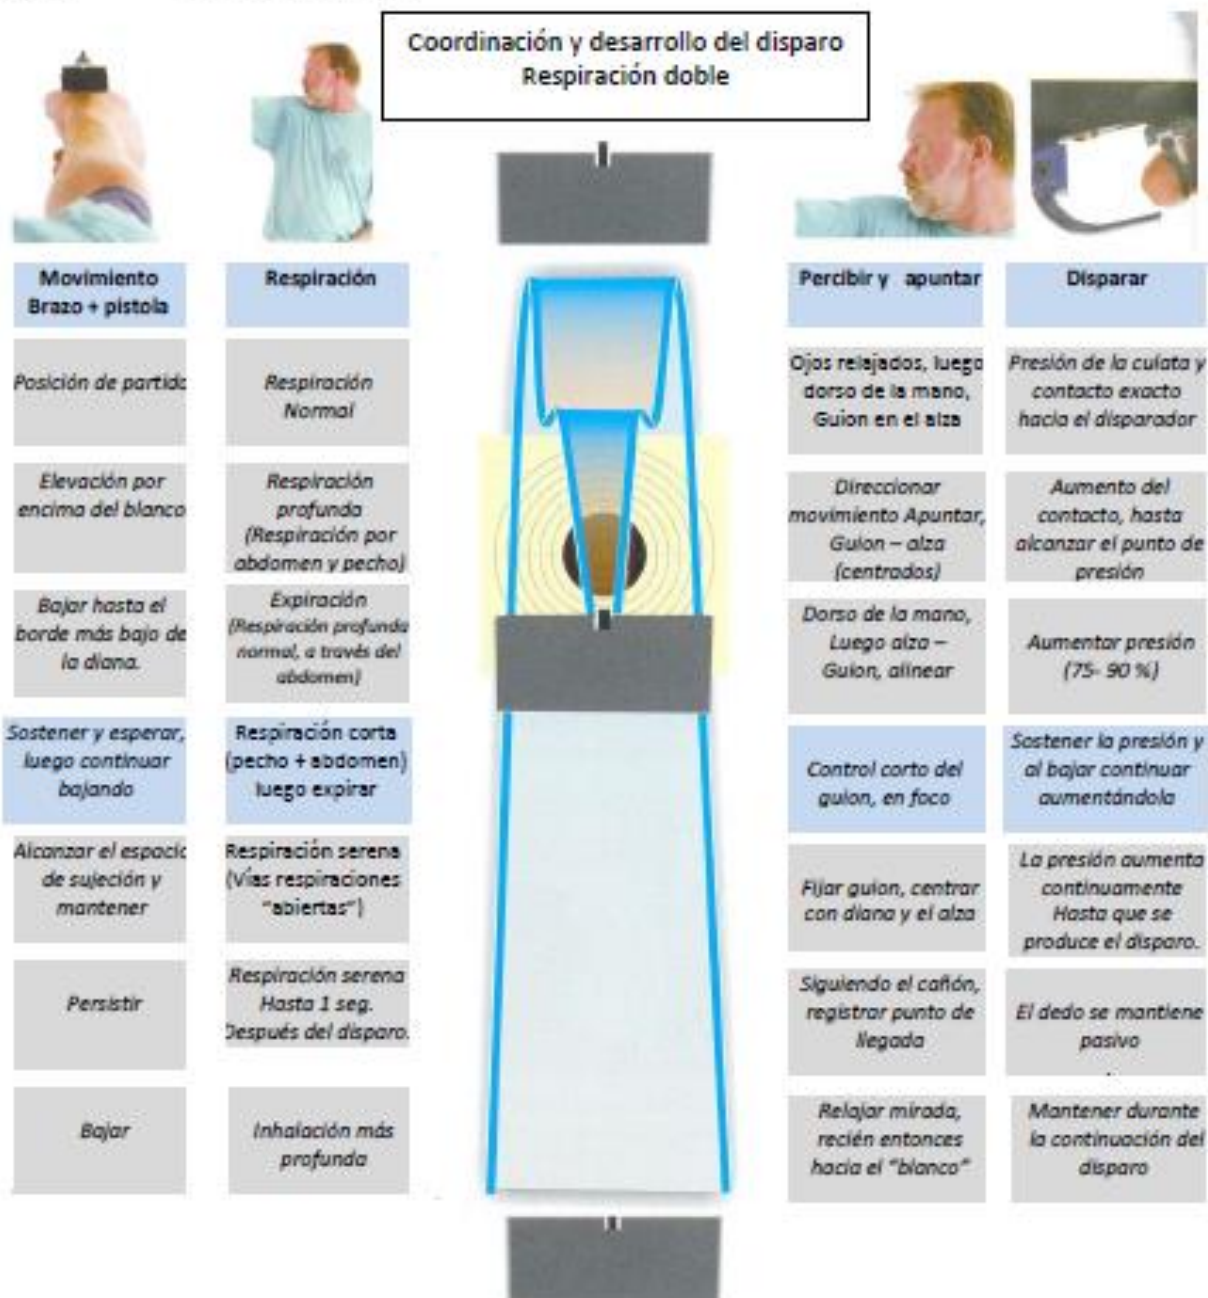 Coordinación y desarrollo del disparo
Respiración doble
Movimiento
Brazo + pistola
Respiración
Percibir y apuntar
Disparar
Posición de partido
Respiración
Normal
Ojos relajados, luego
dorso de la mano,
Guion en el alza
Presión de la culata y
contacto exacto
hacia el disparador
Elevación por
encima del blanco
Respiración
profunda
(Respiración por
abdomen y pecho)
Direccionar
movimiento Apuntar,
Guion – alza
(centrados)
Aumento del
contacto, hasta
alcanzar el punto de
presión
Bajar hasta el
borde más bajo de
la diana.
Expiración
(Respiración profunda
normal, a través del
abdomen)
Dorso de la mano,
Luego alza –
Guion, alinear
Aumentar presión
(75- 90 %)
Sostener y esperar,
luego continuar
bajando
Respiración corta
(pecho + abdomen)
luego expirar
Control corto del
guion, en foco
Sostener la presión y
al bajar continuar
aumentándola
Alcanzar el espacio
de sujeción y
mantener
Respiración serena
(Vías respiraciones
"abiertas")
Fijar guion, centrar
con diana y el alza
La presión aumenta
continuamente
Hasta que se
produce el disparo.
Persistir
Respiración serena
Hasta 1 seg.
Después del disparo.
Siguiendo el cañón,
registrar punto de
llegada
El dedo se mantiene
pasivo
.
Bajar
Inhalación más
profunda
Relajar mirada,
recién entonces
hacia el "blanco"
Mantener durante
la continuación del
disparo